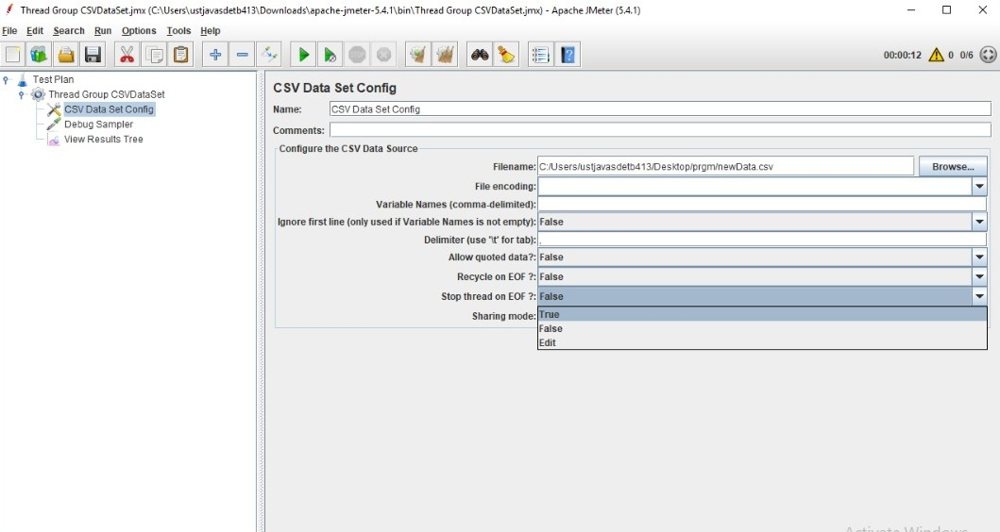 Thread Group CSVDataSet.jmx (C:\Users\ustjavasdetb413\Downloads\apache-jmeter-5.4.1\bin\Thread Group CSVDataSet.jmx) - Apache JMeter (5.4.1)
File Edit Search Run Options Tools Help
00:00:12 0 0/6
Test Plan
Thread Group CSVDataSet
CSV Data Set Config
Debug Sampler
View Results Tree
CSV Data Set Config
Name: CSV Data Set Config
Comments:
Configure the CSV Data Source
Filename: C:/Users/ustjavasdetb413/Desktop/prgm/newData.csv Browse...
File encoding:
Variable Names (comma-delimited):
Ignore first line (only used if Variable Names is not empty): False
Delimiter (use '\t' for tab): ,
Allow quoted data?: False
Recycle on EOF ?: False
Stop thread on EOF ?: False
Sharing mode: True
False
Edit
Activate Windows